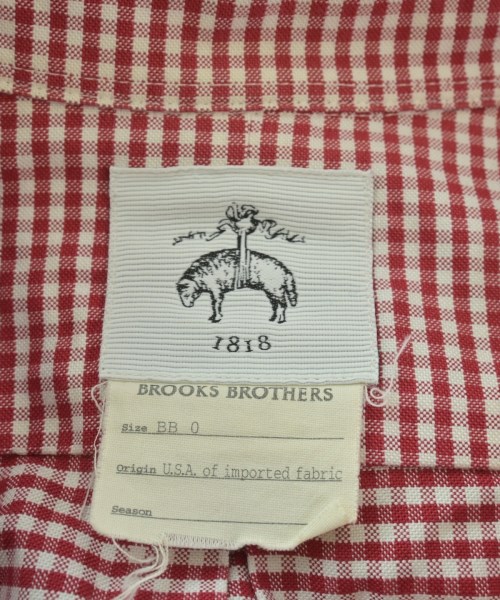 1818
BROOKS BROTHERS
Size BB 0
Origin U.S.A. of imported fabric
Season